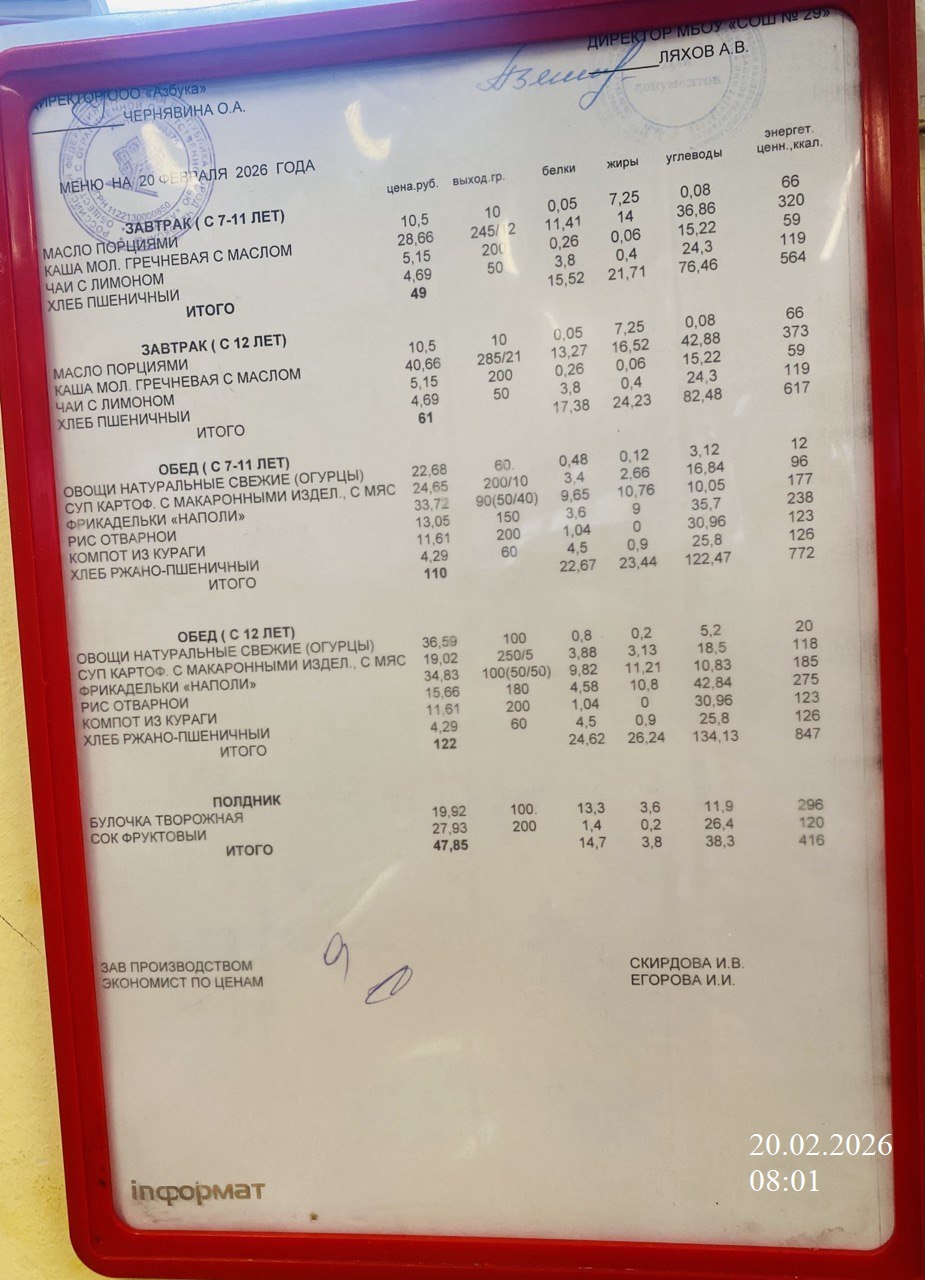 ДИРЕКТОР МБОУ «СОШ № 29»
ЛЯХОВ А.В.
ДИРЕКТОР ООО «Азбука»
ЧЕРНЯВИНА О.А.
МЕНЮ НА 20 ФЕВРАЛЯ 2026 ГОДА
цена.руб. выход.гр. белки жиры углеводы энергет. ценн.,ккал.
ЗАВТРАК ( С 7-11 ЛЕТ)
МАСЛО ПОРЦИЯМИ 10,5 10 0,05 7,25 0,08 66
КАША МОЛ. ГРЕЧНЕВАЯ С МАСЛОМ 28,66 245/12 11,41 14 36,86 320
ЧАЙ С ЛИМОНОМ 5,15 200 0,26 0,06 15,22 59
ХЛЕБ ПШЕНИЧНЫЙ 4,69 50 3,8 0,4 24,3 119
ИТОГО 49 15,52 21,71 76,46 564
ЗАВТРАК ( С 12 ЛЕТ)
МАСЛО ПОРЦИЯМИ 10,5 10 0,05 7,25 0,08 66
КАША МОЛ. ГРЕЧНЕВАЯ С МАСЛОМ 40,66 285/21 13,27 16,52 42,88 373
ЧАЙ С ЛИМОНОМ 5,15 200 0,26 0,06 15,22 59
ХЛЕБ ПШЕНИЧНЫЙ 4,69 50 3,8 0,4 24,3 119
ИТОГО 61 17,38 24,23 82,48 617
ОБЕД ( С 7-11 ЛЕТ)
ОВОЩИ НАТУРАЛЬНЫЕ СВЕЖИЕ (ОГУРЦЫ) 22,68 60. 0,48 0,12 3,12 12
СУП КАРТОФ. С МАКАРОННЫМИ ИЗДЕЛ., С МЯС 24,65 200/10 3,4 2,66 16,84 96
ФРИКАДЕЛЬКИ «НАПОЛИ» 33,72 90(50/40) 9,65 10,76 10,05 177
РИС ОТВАРНОЙ 13,05 150 3,6 9 35,7 238
КОМПОТ ИЗ КУРАГИ 11,61 200 1,04 0 30,96 123
ХЛЕБ РЖАНО-ПШЕНИЧНЫЙ 4,29 60 4,5 0,9 25,8 126
ИТОГО 110 22,67 23,44 122,47 772
ОБЕД ( С 12 ЛЕТ)
ОВОЩИ НАТУРАЛЬНЫЕ СВЕЖИЕ (ОГУРЦЫ) 36,59 100 0,8 0,2 5,2 20
СУП КАРТОФ. С МАКАРОННЫМИ ИЗДЕЛ., С МЯС 19,02 250/5 3,88 3,13 18,5 118
ФРИКАДЕЛЬКИ «НАПОЛИ» 34,83 100(50/50) 9,82 11,21 10,83 185
РИС ОТВАРНОЙ 15,66 180 4,58 10,8 42,84 275
КОМПОТ ИЗ КУРАГИ 11,61 200 1,04 0 30,96 123
ХЛЕБ РЖАНО-ПШЕНИЧНЫЙ 4,29 60 4,5 0,9 25,8 126
ИТОГО 122 24,62 26,24 134,13 847
ПОЛДНИК
БУЛОЧКА ТВОРОЖНАЯ 19,92 100. 13,3 3,6 11,9 296
СОК ФРУКТОВЫЙ 27,93 200 1,4 0,2 26,4 120
ИТОГО 47,85 14,7 3,8 38,3 416
ЗАВ ПРОИЗВОДСТВОМ СКИРДОВА И.В.
ЭКОНОМИСТ ПО ЦЕНАМ ЕГОРОВА И.И.
20.02.2026
08:01
inформат